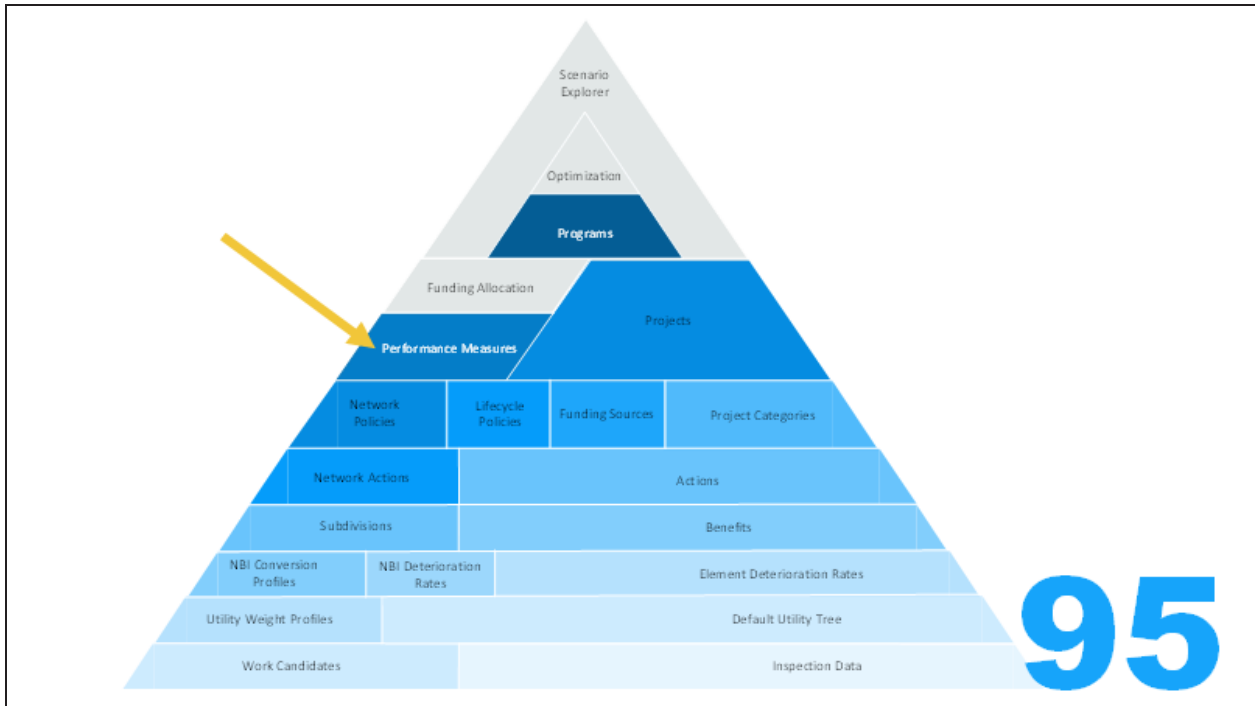 Scenario
Explorer
Optimization
Programs
Funding Allocation
Projects
Performance Measures
Network
Policies
Lifecycle
Policies
Funding Sources
Project Categories
Network Actions
Actions
Subdivisions
Benefits
NBI Conversion
Profiles
NBI Deterioration
Rates
Element Deterioration Rates
Utility Weight Profiles
Default Utility Tree
Work Candidates
Inspection Data
95